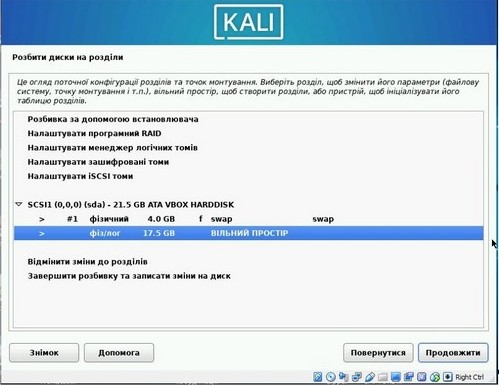 KALI
Розбити диски на розділи
Це огляд поточної конфігурації розділів та точок монтування. Виберіть розділ, щоб змінити його параметри (файлову
систему, точку монтування і т.п.), вільний простір, щоб створити розділи, або пристрій, щоб ініціалізувати його
таблицю розділів.
Розбивка за допомогою встановлювача
Налаштувати програмний RAID
Налаштувати менеджер логічних томів
Налаштувати зашифровані томи
Налаштувати iSCSI томи
SCSI1 (0,0,0) (sda) - 21.5 GB ATA VBOX HARDDISK
> #1 фізичний 4.0 GB f swap swap
> фіз/лог 17.5 GB ВІЛЬНИЙ ПРОСТІР
Відмінити зміни до розділів
Завершити розбивку та записати зміни на диск
Знімок Допомога Повернутися Продовжити
Right Ctrl